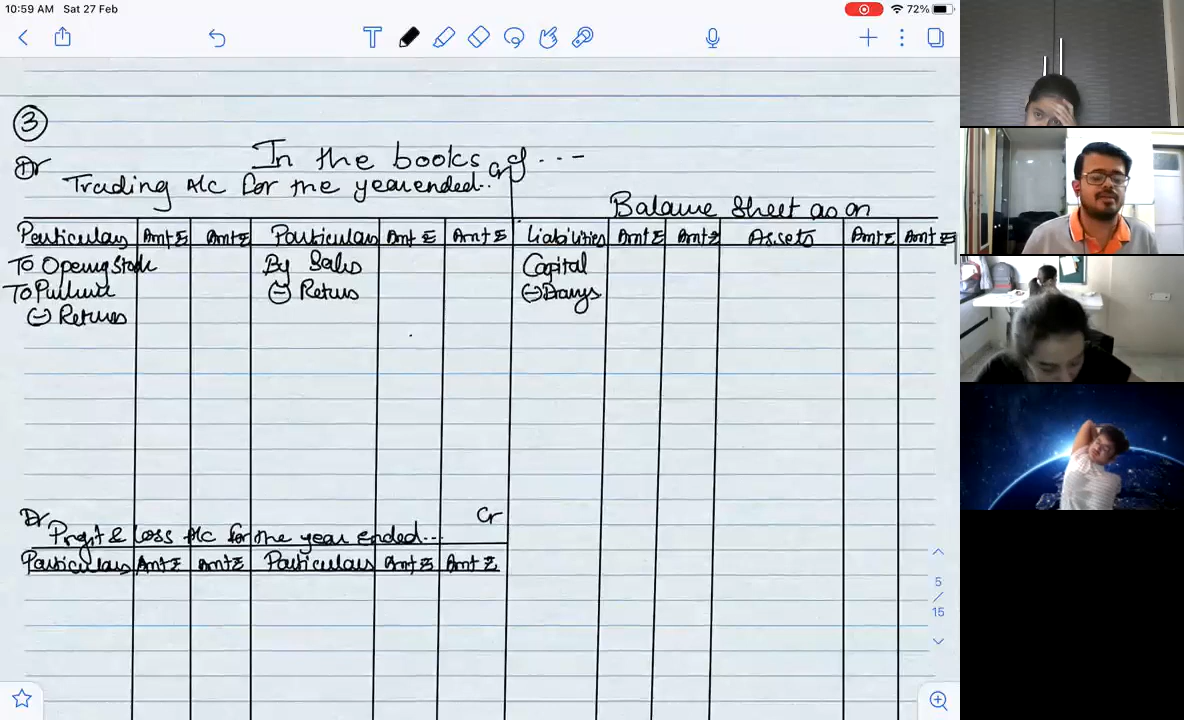 10:59 AM Sat 27 Feb
72%
3
In the books of ...
Dr
Cr
Trading A/c for the year ended..
Balance Sheet as on
Particulars Amt ₹ Amt ₹ Particulars Amt ₹ Amt ₹ Liabilities Amt ₹ Amt ₹ Assets Amt ₹ Amt ₹
To Opening Stock By Sales Capital
To Purchase ⊖ Returns ⊖ Drawgs
⊖ Returns
Dr
Cr
Profit & Loss A/c for the year ended...
Particulars Amt ₹ Amt ₹ Particulars Amt ₹ Amt ₹
5
/
15